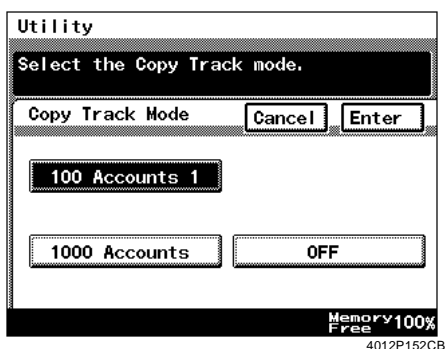 Utility
Select the Copy Track mode.
Copy Track Mode Cancel Enter
100 Accounts 1
1000 Accounts OFF
Memory Free 100%
4012P152CB